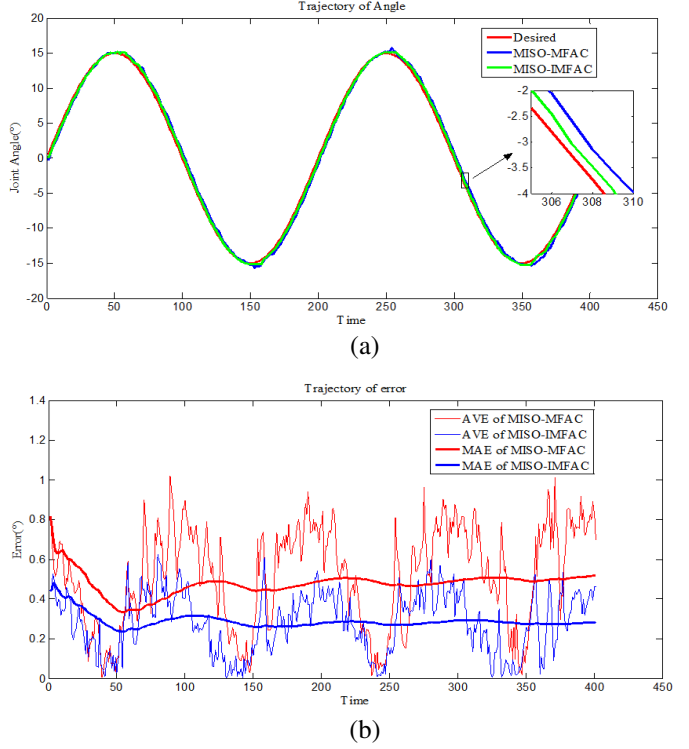 Trajectory of Angle
20
15
10
5
0
-5
-10
-15
-20
Joint Angle(°)
Desired
MISO-MFAC
MISO-IMFAC
-2
-2.5
-3
-3.5
-4
306 308 310
0 50 100 150 200 250 300 350 400 450
Time
(a)
Trajectory of error
1.4
1.2
1
0.8
0.6
0.4
0.2
0
Error(°)
AVE of MISO-MFAC
AVE of MISO-IMFAC
MAE of MISO-MFAC
MAE of MISO-IMFAC
0 50 100 150 200 250 300 350 400 450
Time
(b)